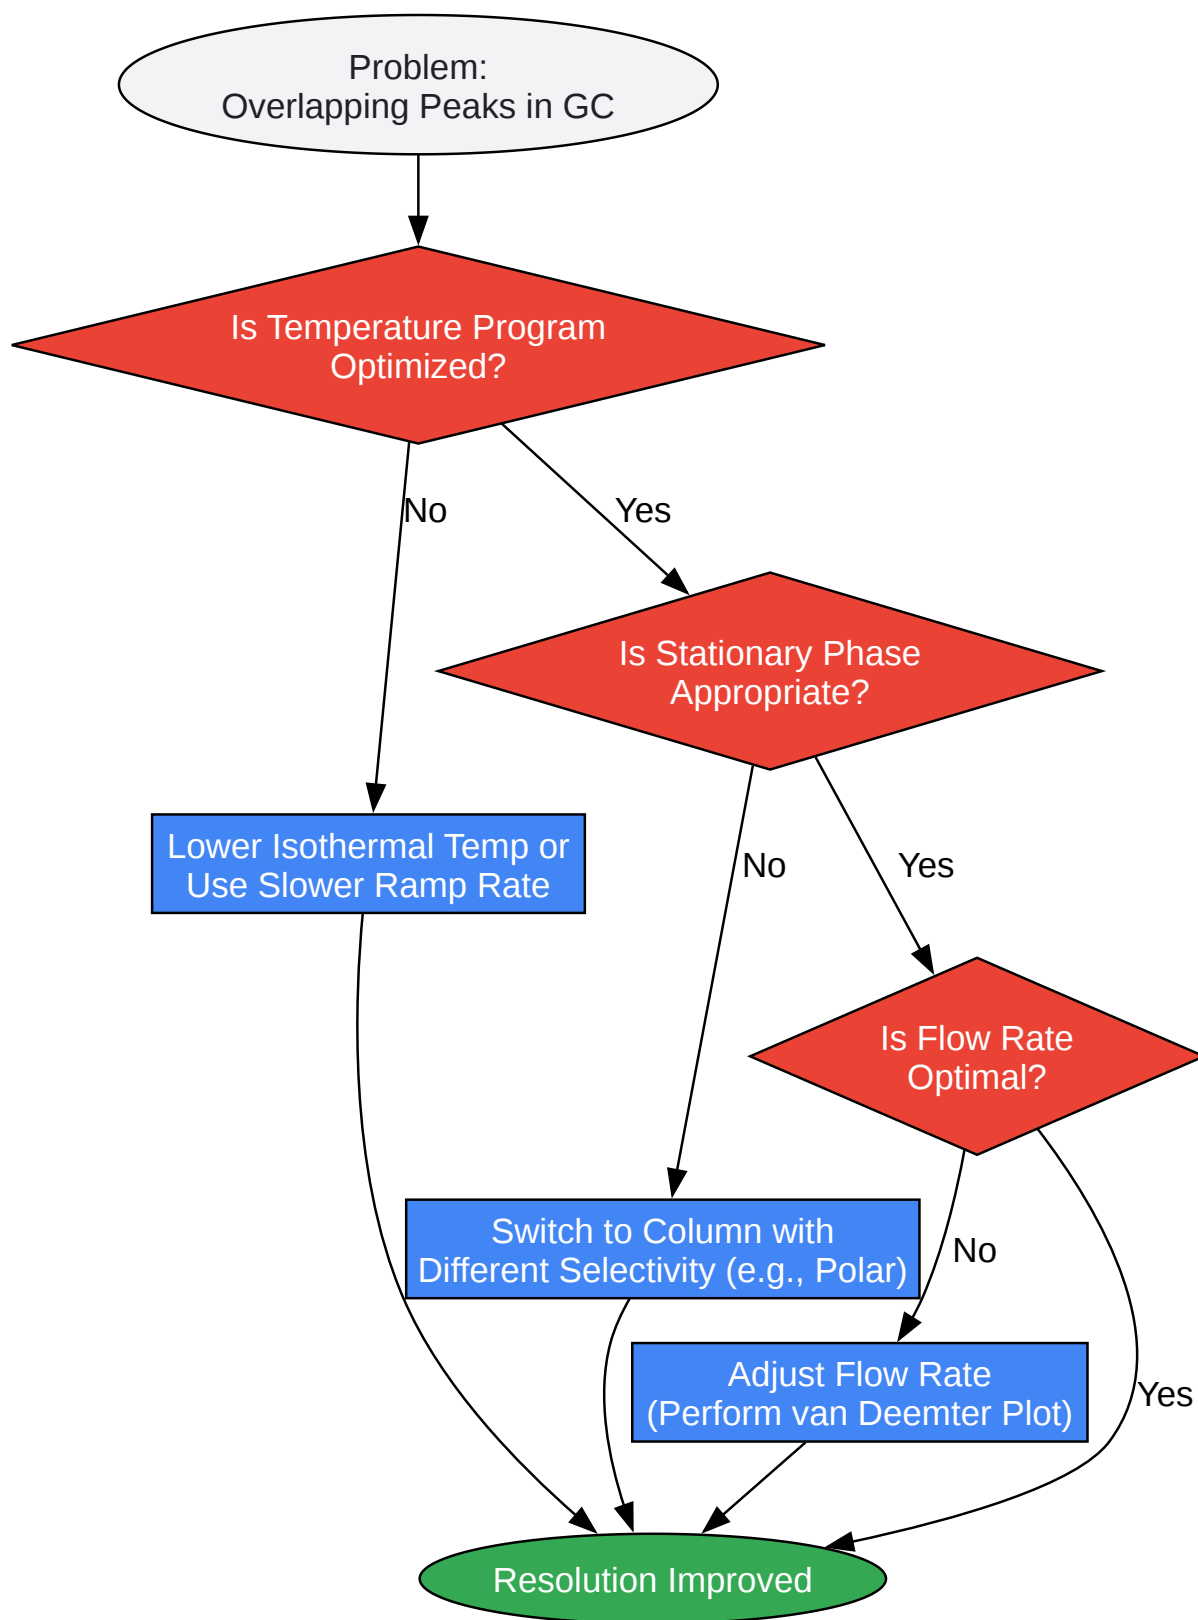 Problem:
Overlapping Peaks in GC
Is Temperature Program
Optimized?
No
Yes
Is Stationary Phase
Appropriate?
Lower Isothermal Temp or
Use Slower Ramp Rate
No
Yes
Is Flow Rate
Optimal?
Switch to Column with
Different Selectivity (e.g., Polar)
No
Adjust Flow Rate
(Perform van Deemter Plot)
Yes
Resolution Improved